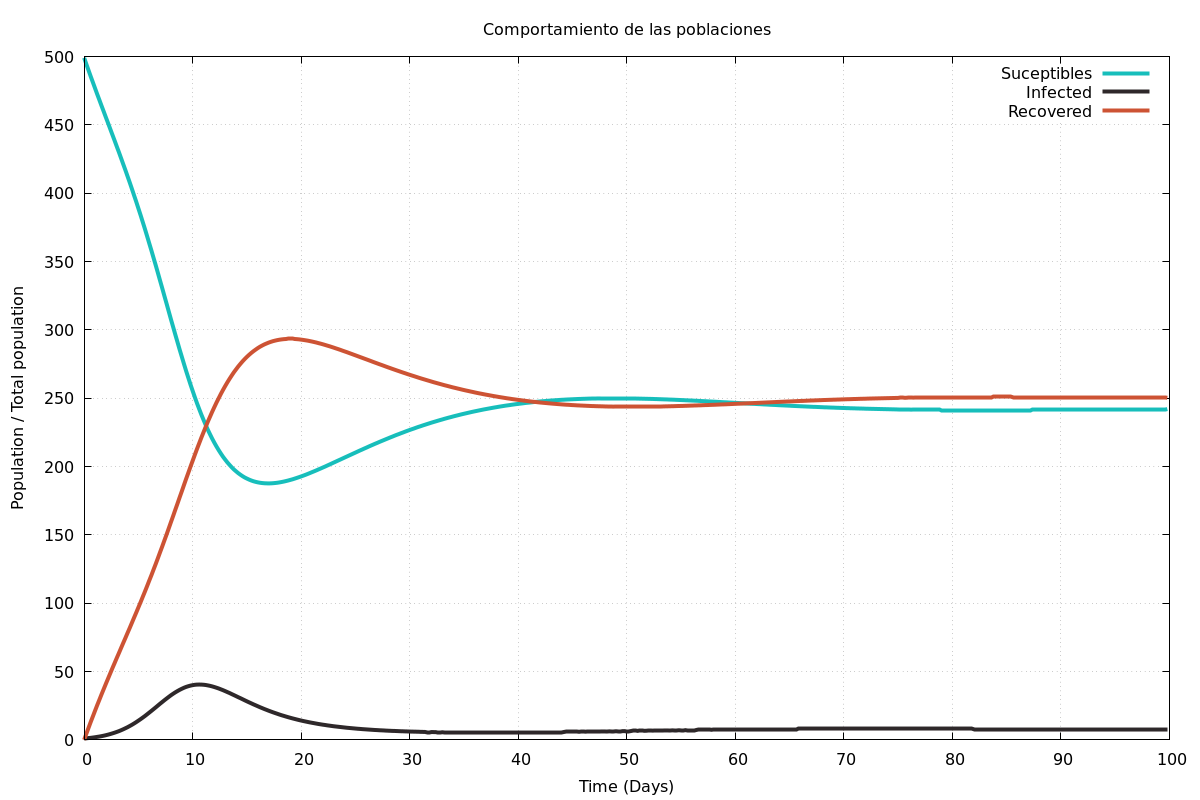 Comportamiento de las poblaciones
500
450
400
350
300
250
200
150
100
50
0
Population / Total population
Suceptibles
Infected
Recovered
0 10 20 30 40 50 60 70 80 90 100
Time (Days)